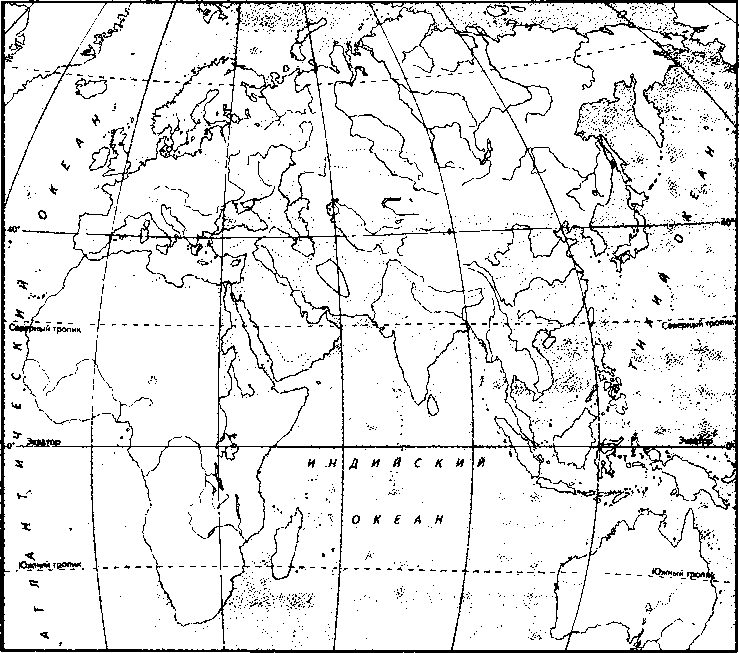 ОКЕАН
40°
40°
АТЛАНТИЧЕСКИЙ
ТИХИЙ ОКЕАН
Северный тропик
Северный тропик
0°
Экватор
Экватор
0°
ИНДИЙСКИЙ
ОКЕАН
Южный тропик
Южный тропик